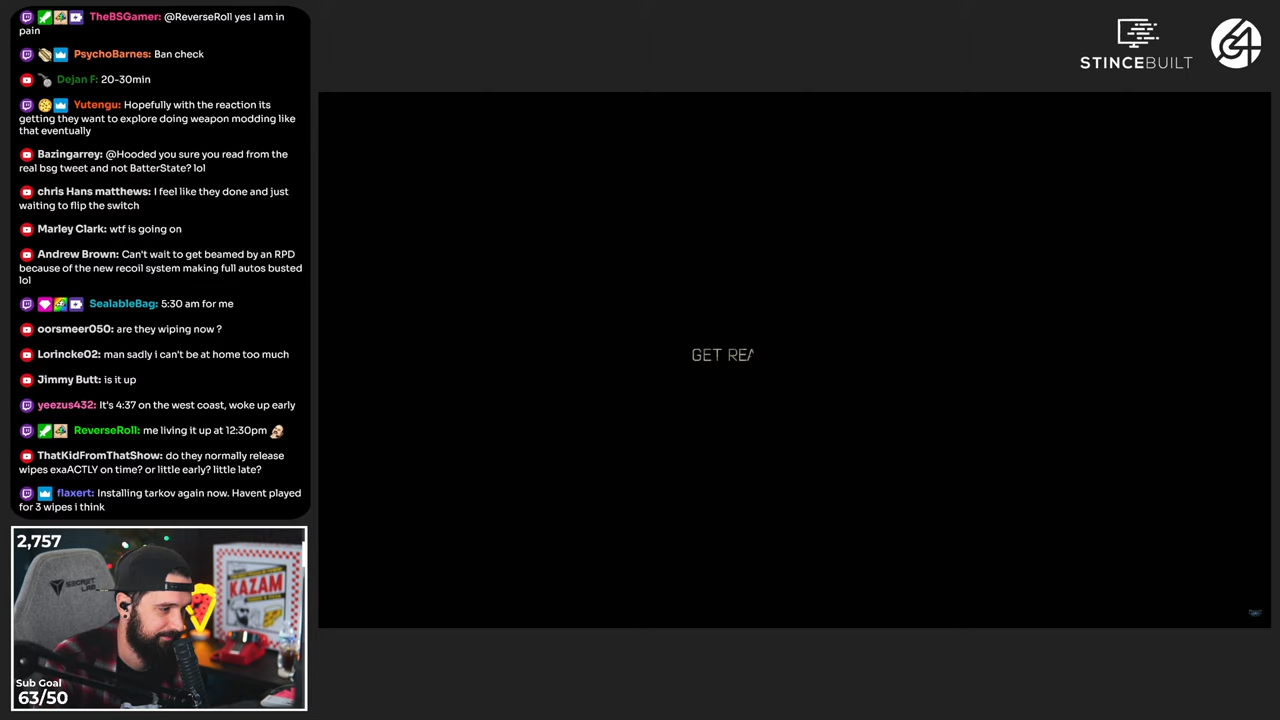 TheBSGamer: @ReverseRoll yes I am in
pain
PsychoBarnes: Ban check
Dejan F: 20-30min
Yutengu: Hopefully with the reaction its
getting they want to explore doing weapon modding like
that eventually
Bazingarrey: @Hooded you sure you read from the
real bsg tweet and not BatterState? lol
chris Hans matthews: I feel like they done and just
waiting to flip the switch
Marley Clark: wtf is going on
Andrew Brown: Can't wait to get beamed by an RPD
because of the new recoil system making full autos busted
lol
SealableBag: 5:30 am for me
oorsmeer050: are they wiping now ?
Lorincke02: man sadly i can't be at home too much
Jimmy Butt: is it up
yeezus432: It's 4:37 on the west coast, woke up early
ReverseRoll: me living it up at 12:30pm
ThatKidFromThatShow: do they normally release
wipes exaACTLY on time? or little early? little late?
flaxert: Installing tarkov again now. Havent played
for 3 wipes i think
2,757
SECRETLAB
KAZAM
Sub Goal
63/50
GET REA
STINCEBUILT
G4